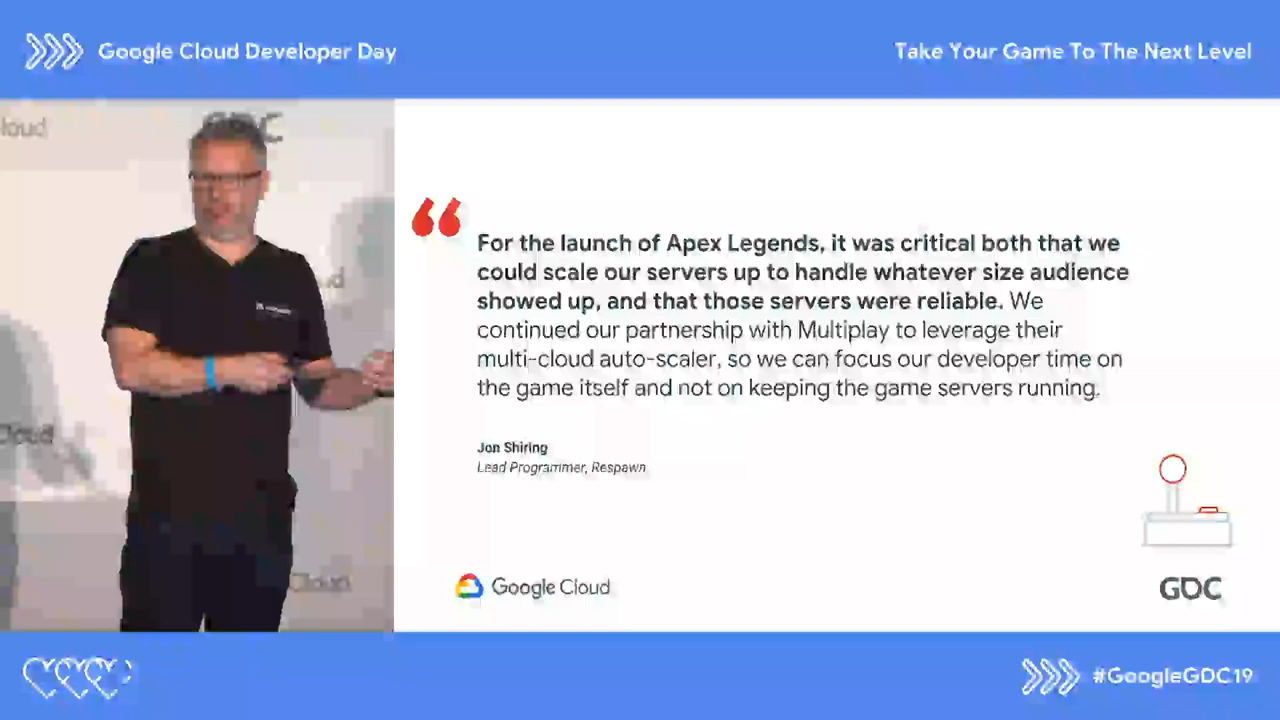 Google Cloud Developer Day
Take Your Game To The Next Level
loud
GDC
Cloud
Cloud
“
For the launch of Apex Legends, it was critical both that we
could scale our servers up to handle whatever size audience
showed up, and that those servers were reliable. We
continued our partnership with Multiplay to leverage their
multi-cloud auto-scaler, so we can focus our developer time on
the game itself and not on keeping the game servers running.
Jon Shiring
Lead Programmer, Respawn
Google Cloud
GDC
#GoogleGDC19